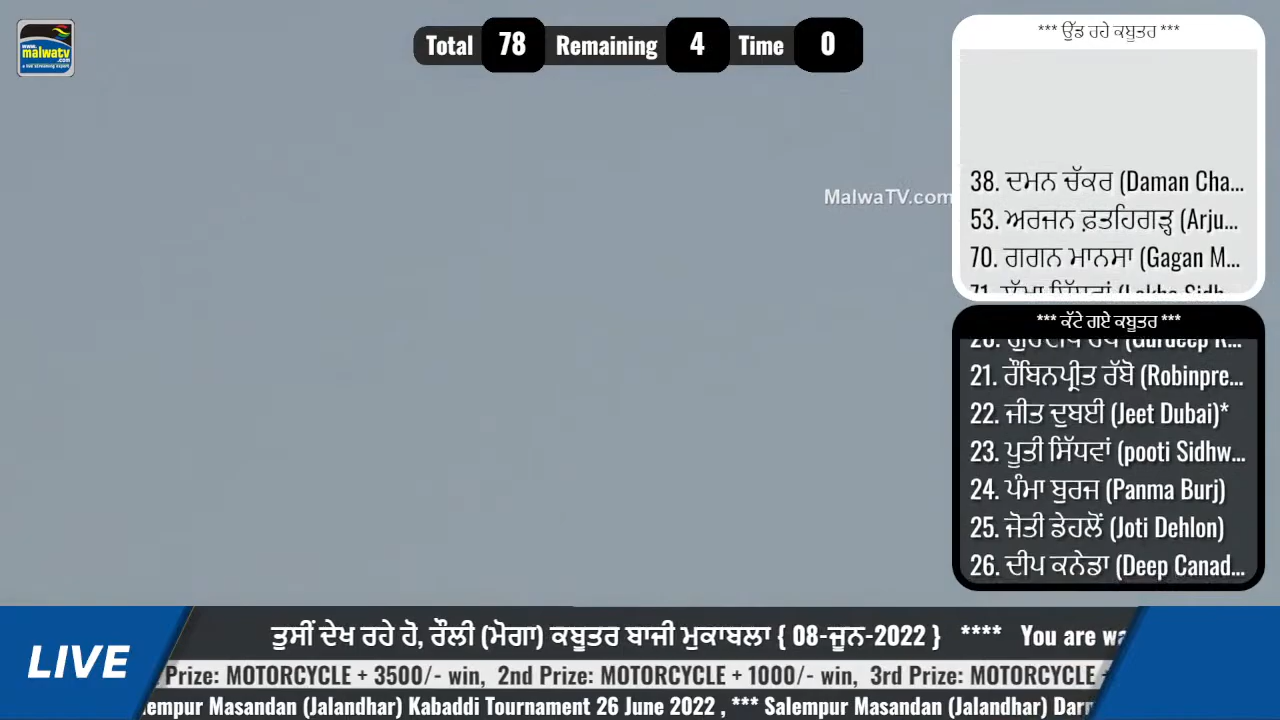 www.
malwatv
.com
Total 78 Remaining 4 Time 0
*** ਉੱਡ ਰਹੇ ਕਬੂਤਰ ***
38. ਦਮਨ ਚੱਕਰ (Daman Cha...
53. ਅਰਜਨ ਫ਼ਤਹਿਗੜ੍ਹ (Arju...
70. ਗਗਨ ਮਾਨਸਾ (Gagan M...
71.
MalwaTV.com
*** ਕੱਟੇ ਗਏ ਕਬੂਤਰ ***
21. ਰੌਬਿਨਪ੍ਰੀਤ ਰੱਬੋ (Robinpre...
22. ਜੀਤ ਦੁਬਈ (Jeet Dubai)*
23. ਪੂਤੀ ਸਿੱਧਵਾਂ (pooti Sidhw...
24. ਪੰਮਾ ਬੁਰਜ (Panma Burj)
25. ਜੋਤੀ ਡੇਹਲੋਂ (Joti Dehlon)
26. ਦੀਪ ਕਨੇਡਾ (Deep Canad...
ਤੁਸੀਂ ਦੇਖ ਰਹੇ ਹੋ, ਰੌਲੀ (ਮੋਗਾ) ਕਬੂਤਰ ਬਾਜੀ ਮੁਕਾਬਲਾ { 08-ਜੂਨ-2022 } **** You are
LIVE
Prize: MOTORCYCLE + 3500/- win, 2nd Prize: MOTORCYCLE + 1000/- win, 3rd Prize: MOTORCYCLE
Masandan (Jalandhar) Kabaddi Tournament 26 June 2022 , *** Salempur Masandan (Jalandhar)